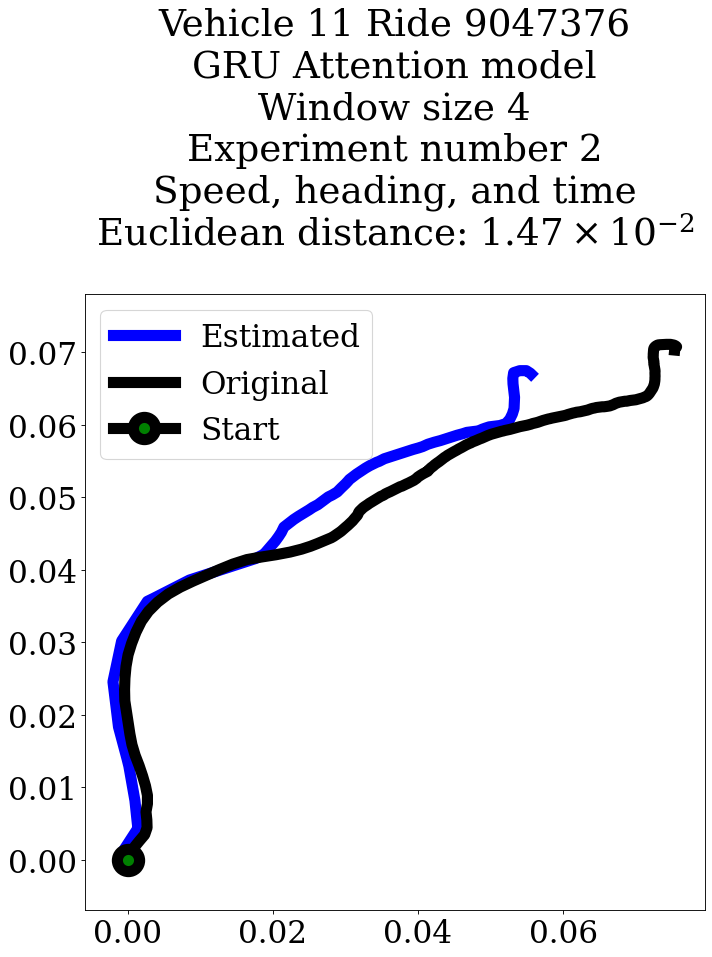 Vehicle 11 Ride 9047376
GRU Attention model
Window size 4
Experiment number 2
Speed, heading, and time
Euclidean distance: 1.47 × 10⁻²
Estimated
Original
Start
0.07
0.06
0.05
0.04
0.03
0.02
0.01
0.00
0.00 0.02 0.04 0.06